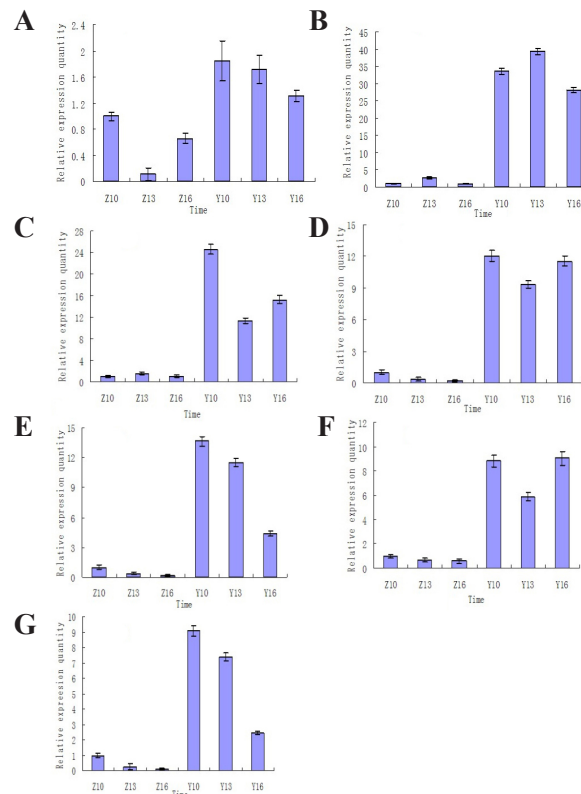 A
Relative expression quantity
2.4
2
1.6
1.2
0.8
0.4
0
Z10 Z13 Z16 Y10 Y13 Y16
Time
B
Relative expression quantity
45
40
35
30
25
20
15
10
5
0
Z10 Z13 Z16 Y10 Y13 Y16
Time
C
Relative expression quantity
28
24
20
16
12
8
4
0
Z10 Z13 Z16 Y10 Y13 Y16
Time
D
Relative expression quantity
15
12
9
6
3
0
Z10 Z13 Z16 Y10 Y13 Y16
Time
E
Relative expression quantity
15
12
9
6
3
0
Z10 Z13 Z16 Y10 Y13 Y16
Time
F
Relative expression quantity
12
10
8
6
4
2
0
Z10 Z13 Z16 Y10 Y13 Y16
Time
G
Relative expression quantity
10
9
8
7
6
5
4
3
2
1
0
Z10 Z13 Z16 Y10 Y13 Y16
Time